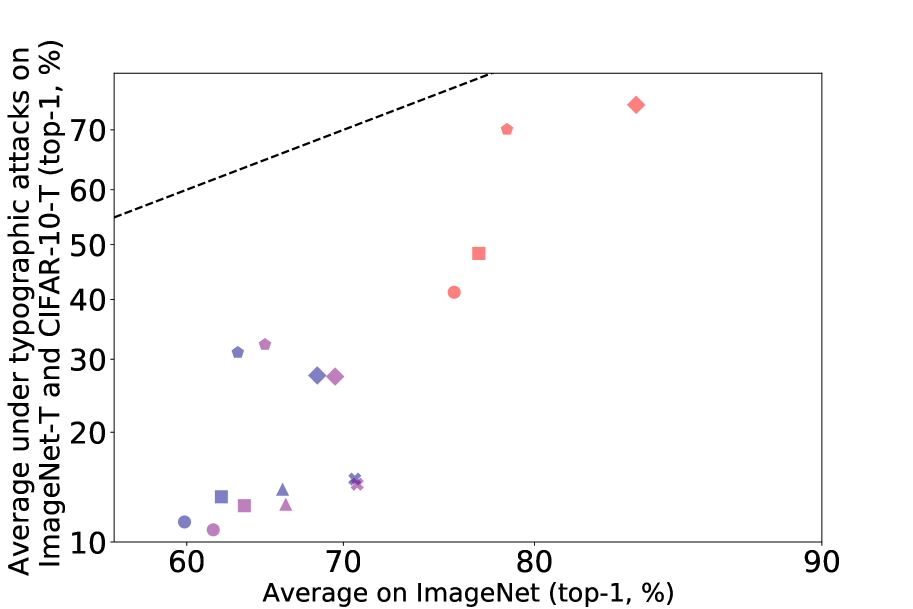 Average under typographic attacks on
ImageNet-T and CIFAR-10-T (top-1, %)
70
60
50
40
30
20
10
60 70 80 90
Average on ImageNet (top-1, %)